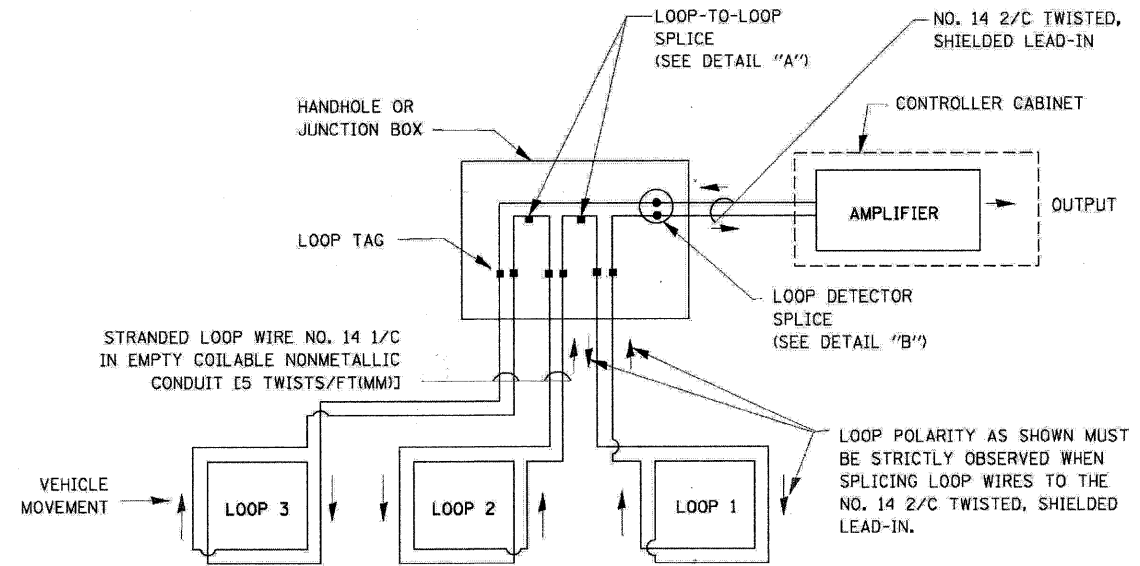 LOOP-TO-LOOP
SPLICE
(SEE DETAIL "A")
NO. 14 2/C TWISTED,
SHIELDED LEAD-IN
HANDHOLE OR
JUNCTION BOX
CONTROLLER CABINET
AMPLIFIER
OUTPUT
LOOP TAG
LOOP DETECTOR
SPLICE
(SEE DETAIL "B")
STRANDED LOOP WIRE NO. 14 1/C
IN EMPTY COILABLE NONMETALLIC
CONDUIT [5 TWISTS/FT(MM)]
LOOP POLARITY AS SHOWN MUST
BE STRICTLY OBSERVED WHEN
SPLICING LOOP WIRES TO THE
NO. 14 2/C TWISTED, SHIELDED
LEAD-IN.
VEHICLE
MOVEMENT
LOOP 3
LOOP 2
LOOP 1